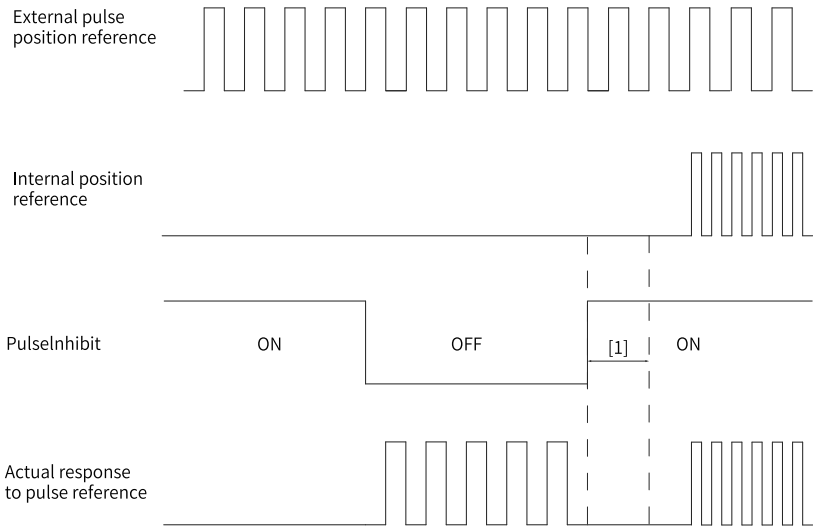 External pulse
position reference
Internal position
reference
PulseInhibit
ON
OFF
[1]
ON
Actual response
to pulse reference